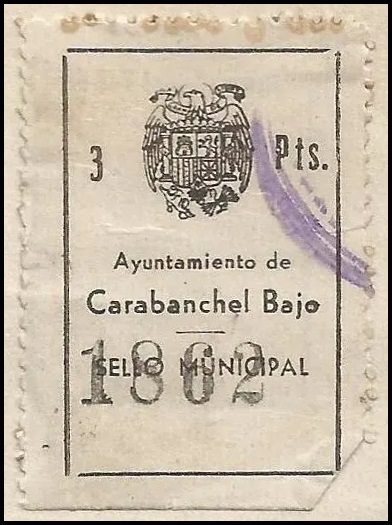 3 Pts.
Ayuntamiento de
Carabanchel Bajo
SELLO MUNICIPAL
1862